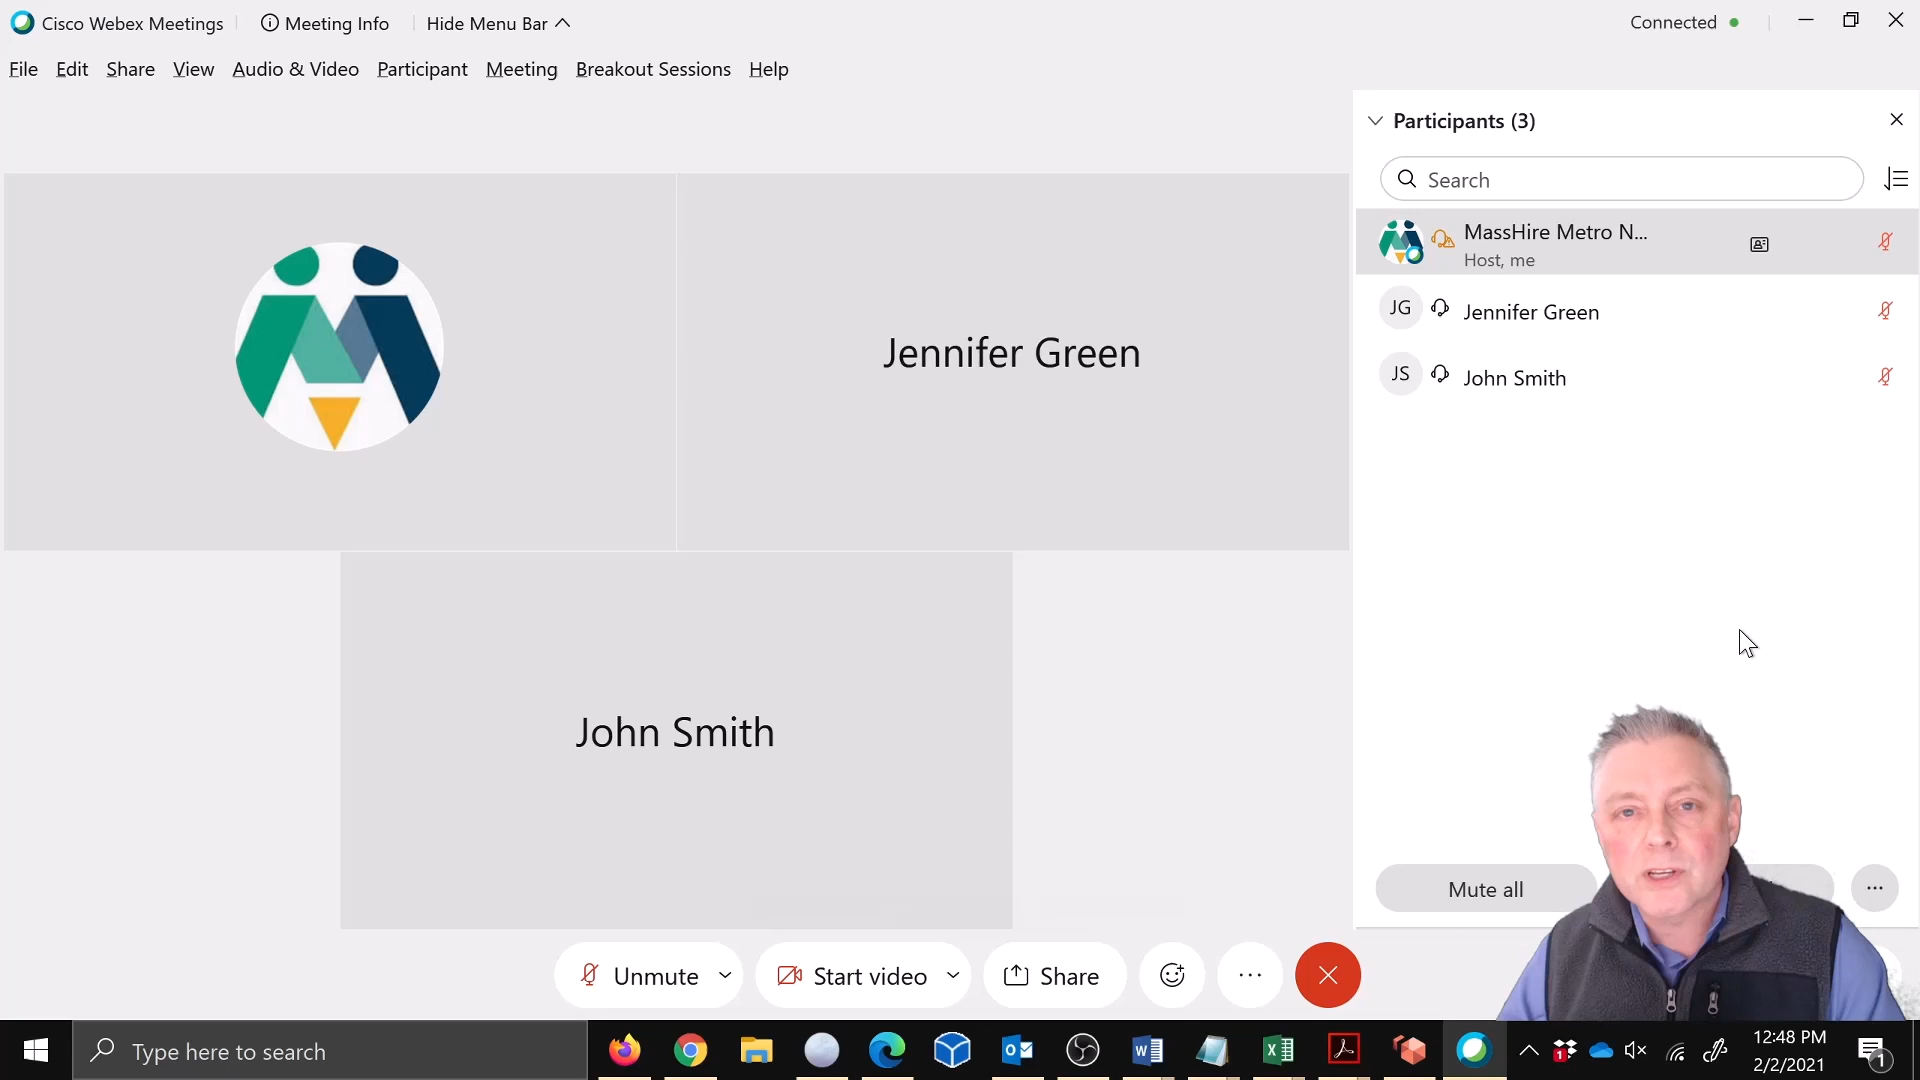 Cisco Webex Meetings
Meeting Info
Hide Menu Bar
Connected
File Edit Share View Audio & Video Participant Meeting Breakout Sessions Help
Participants (3)
Search
MassHire Metro N...
Host, me
JG
Jennifer Green
JS
John Smith
Jennifer Green
John Smith
Mute all
Unmute
Start video
Share
Type here to search
1
12:48 PM
2/2/2021
1